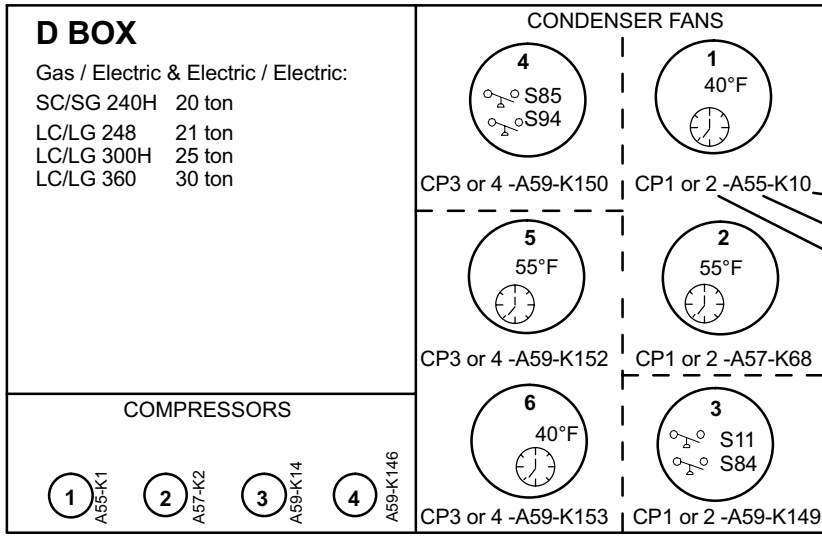 D BOX
Gas / Electric & Electric / Electric:
SC/SG 240H 20 ton
LC/LG 248 21 ton
LC/LG 300H 25 ton
LC/LG 360 30 ton
COMPRESSORS
1
A55-K1
2
A57-K2
3
A59-K14
4
A59-K146
CONDENSER FANS
4
S85
S94
CP3 or 4 -A59-K150
1
40°F
CP1 or 2 -A55-K10
5
55°F
CP3 or 4 -A59-K152
2
55°F
CP1 or 2 -A57-K68
6
40°F
CP3 or 4 -A59-K153
3
S11
S84
CP1 or 2 -A59-K149